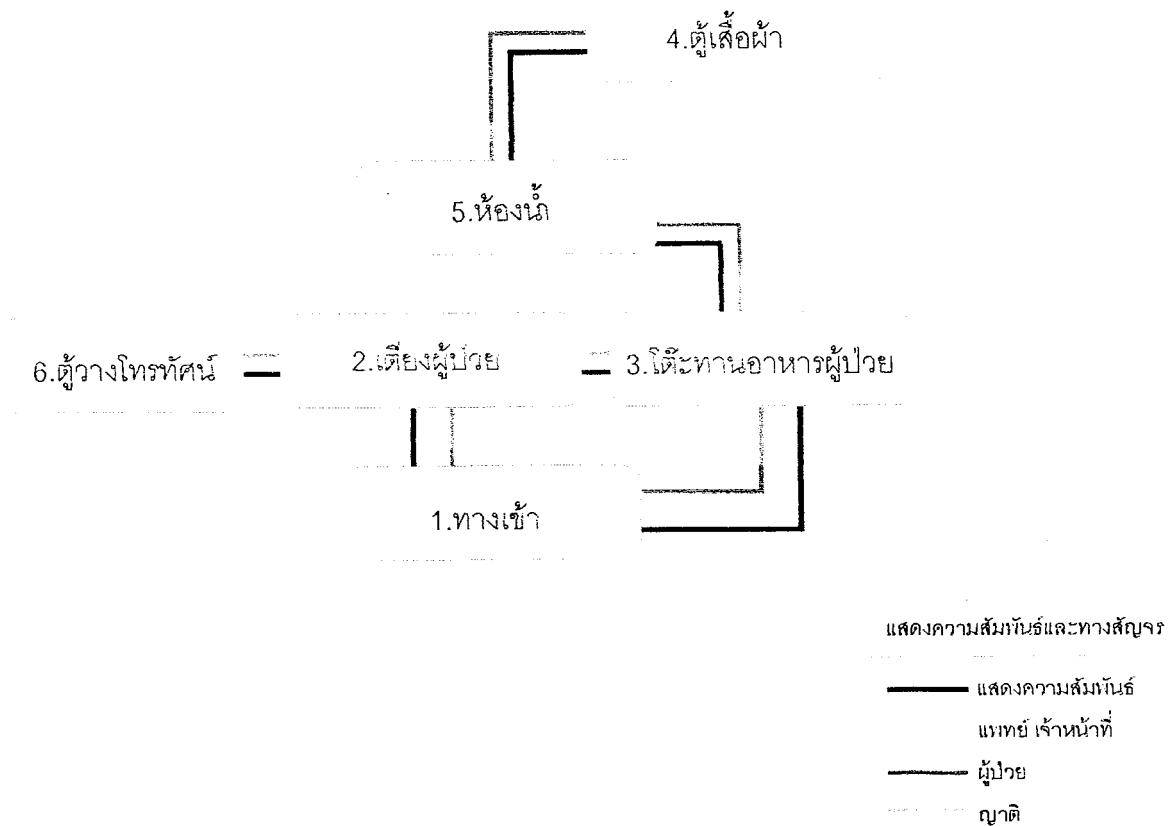 4.ตู้เสื้อผ้า
5.ห้องน้ำ
6.ตู้วางโทรทัศน์
2.เตียงผู้ป่วย
3.โต๊ะทานอาหารผู้ป่วย
1.ทางเข้า
แสดงความสัมพันธ์และทางสัญจร
แสดงความสัมพันธ์
แพทย์ เจ้าหน้าที่
ผู้ป่วย
ญาติ